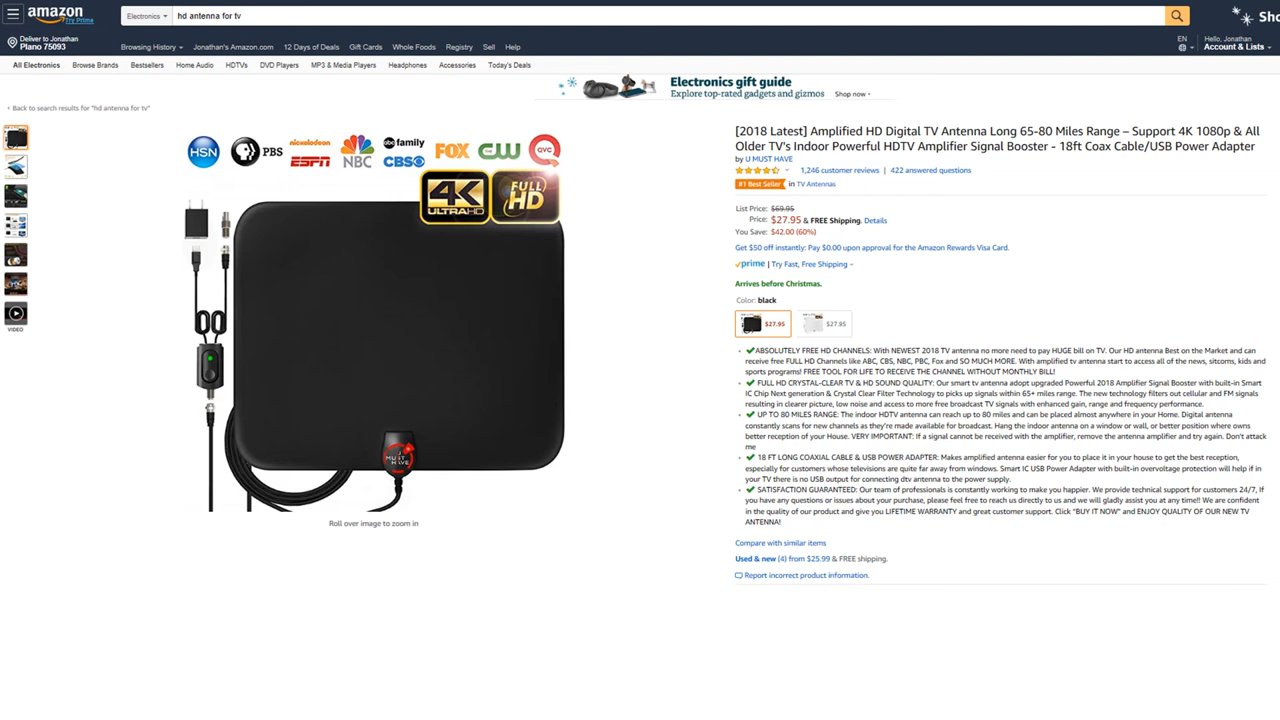 amazon
Try Prime
Electronics
hd antenna for tv
Sho
Deliver to Jonathan
Plano 75093
Browsing History
Jonathan's Amazon.com
12 Days of Deals
Gift Cards
Whole Foods
Registry
Sell
Help
EN
Hello, Jonathan
Account & Lists
All Electronics
Browse Brands
Bestsellers
Home Audio
HDTVs
DVD Players
MP3 & Media Players
Headphones
Accessories
Today's Deals
Electronics gift guide
Explore top-rated gadgets and gizmos
Shop now ›
‹ Back to search results for "hd antenna for tv"
HSN
PBS
nickelodeon
ESPN
NBC
abc family
CBS
FOX
CW
QVC
4K
ULTRA HD
FULL
HD
U
MUST
HAVE
VIDEO
Roll over image to zoom in
[2018 Latest] Amplified HD Digital TV Antenna Long 65-80 Miles Range – Support 4K 1080p & All
Older TV's Indoor Powerful HDTV Amplifier Signal Booster - 18ft Coax Cable/USB Power Adapter
by U MUST HAVE
1,246 customer reviews | 422 answered questions
#1 Best Seller in TV Antennas
List Price: $69.95
Price: $27.95 & FREE Shipping. Details
You Save: $42.00 (60%)
Get $50 off instantly: Pay $0.00 upon approval for the Amazon Rewards Visa Card.
prime | Try Fast, Free Shipping
Arrives before Christmas.
Color: black
$27.95
$27.95
ABSOLUTELY FREE HD CHANNELS: With NEWEST 2018 TV antenna no more need to pay HUGE bill on TV. Our HD antenna Best on the Market and can
receive free FULL HD Channels like ABC, CBS, NBC, PBC, Fox and SO MUCH MORE. With amplified tv antenna start to access all of the news, sitcoms, kids and
sports programs! FREE TOOL FOR LIFE TO RECEIVE THE CHANNEL WITHOUT MONTHLY BILL!
FULL HD CRYSTAL-CLEAR TV & HD SOUND QUALITY: Our smart tv antenna adopt upgraded Powerful 2018 Amplifier Signal Booster with built-in Smart
IC Chip Next generation & Crystal Clear Filter Technology to picks up signals within 65+ miles range. The new technology filters out cellular and FM signals
resulting in clearer picture, low noise and access to more free broadcast TV signals with enhanced gain, range and frequency performance.
UP TO 80 MILES RANGE: The indoor HDTV antenna can reach up to 80 miles and can be placed almost anywhere in your Home. Digital antenna
constantly scans for new channels as they're made available for broadcast. Hang the indoor antenna on a window or wall, or better position where owns
better reception of your House. VERY IMPORTANT: If a signal cannot be received with the amplifier, remove the antenna amplifier and try again. Don't attack
me
18 FT LONG COAXIAL CABLE & USB POWER ADAPTER: Makes amplified antenna easier for you to place it in your house to get the best reception,
especially for customers whose televisions are quite far away from windows. Smart IC USB Power Adapter with built-in overvoltage protection will help if in
your TV there is no USB output for connecting dtv antenna to the power supply.
SATISFACTION GUARANTEED: Our team of professionals is constantly working to make you happier. We provide technical support for customers 24/7, If
you have any questions or issues about your purchase, please feel free to reach us directly to us and we will gladly assist you at any time!! We are confident
in the quality of our product and give you LIFETIME WARRANTY and great customer support. Click "BUY IT NOW" and ENJOY QUALITY OF OUR NEW TV
ANTENNA!
Compare with similar items
Used & new (4) from $25.99 & FREE shipping.
Report incorrect product information.